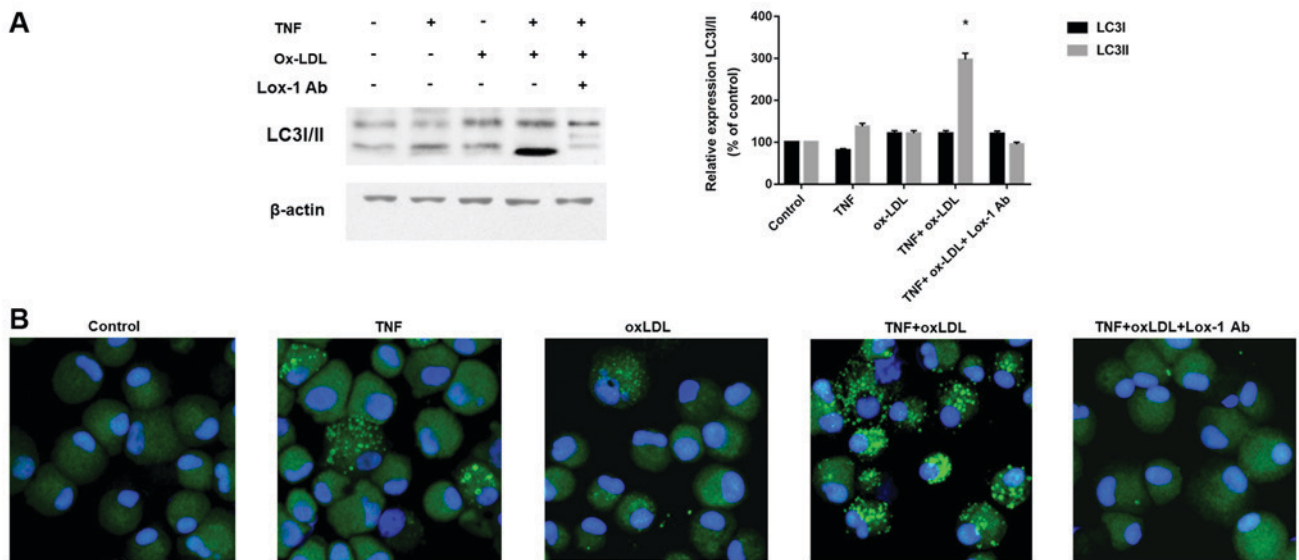 A
TNF - + - + +
Ox-LDL - - + + +
Lox-1 Ab - - - - +
LC3I/II
β-actin
Relative expression LC3I/II
(% of control)
400
300
200
100
0
*
Control
TNF
ox-LDL
TNF+ ox-LDL
TNF+ ox-LDL+ Lox-1 Ab
LC3I
LC3II
B
Control
TNF
oxLDL
TNF+oxLDL
TNF+oxLDL+Lox-1 Ab